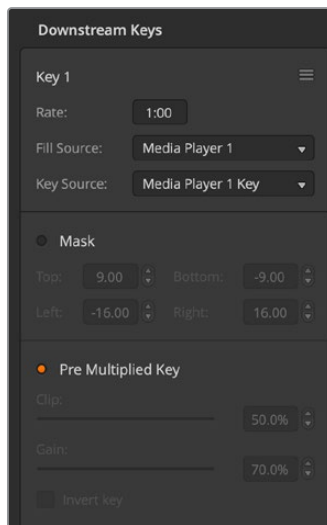 Downstream Keys
Key 1
Rate: 1:00
Fill Source: Media Player 1
Key Source: Media Player 1 Key
Mask
Top: 9.00 Bottom: -9.00
Left: -16.00 Right: 16.00
Pre Multiplied Key
Clip:
50.0%
Gain:
70.0%
Invert key